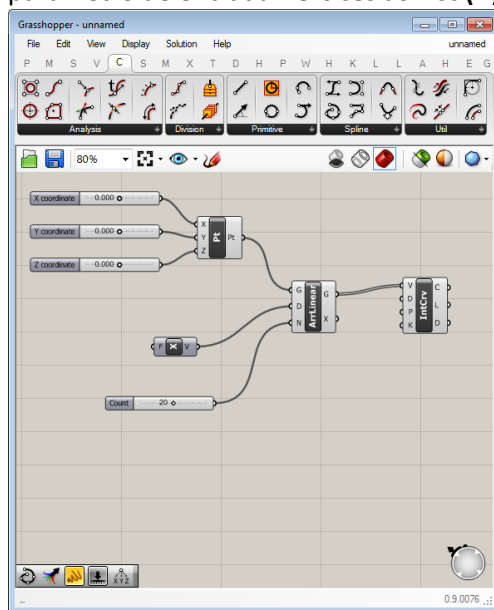 Grasshopper - unnamed
File Edit View Display Solution Help unnamed
P M S V C S M X T D H P W H K L L A H E G
Analysis Division Primitive Spline Util
80%
X coordinate 0.000
Y coordinate 0.000
Z coordinate 0.000
X Y Z Pt Pt
G D N ArrLinear G X
V D P K IntCrv C L D
F X V
Count 20
X Y Z
0.9.0076